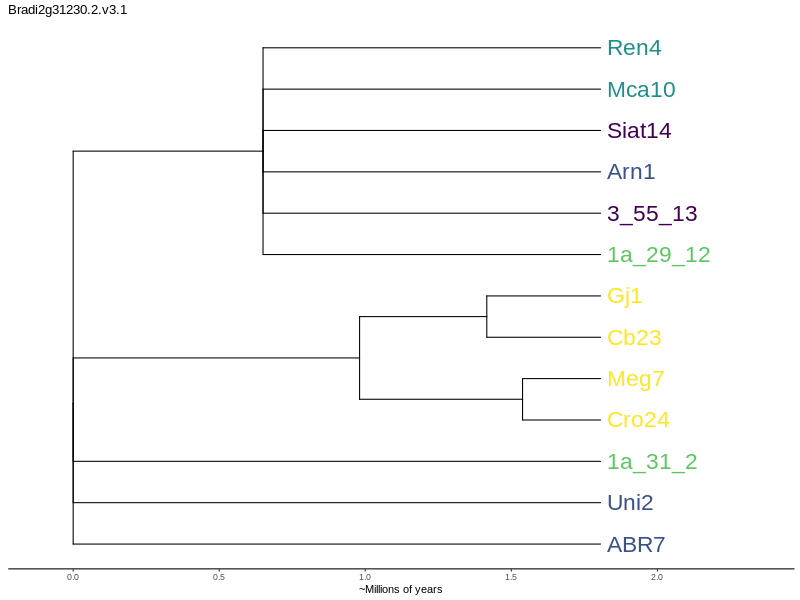 Bradi2g31230.2.v3.1
Ren4
Mca10
Siat14
Arn1
3_55_13
1a_29_12
Gj1
Cb23
Meg7
Cro24
1a_31_2
Uni2
ABR7
0.0 0.5 1.0 1.5 2.0
~Millions of years